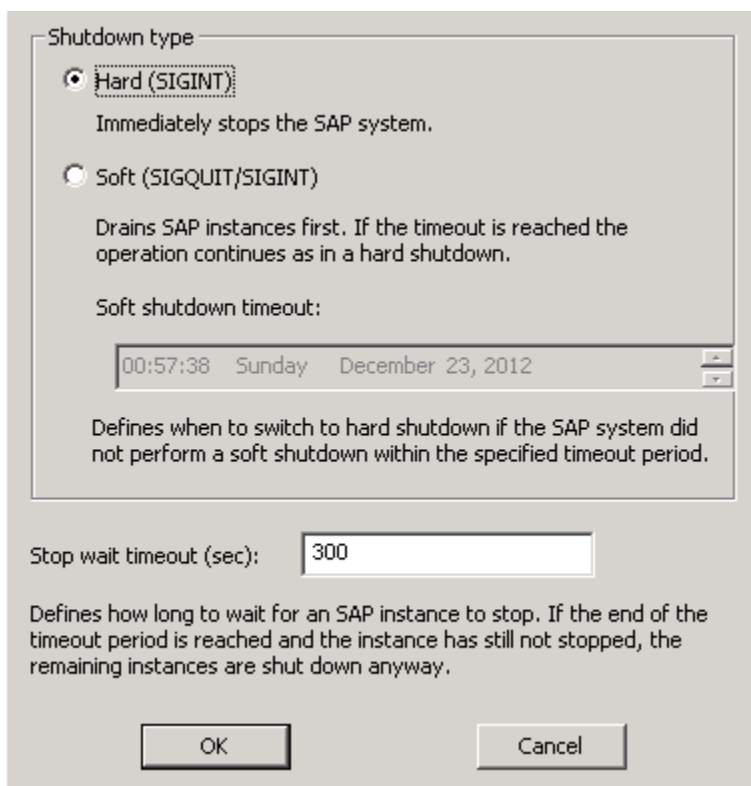 Shutdown type
Hard (SIGINT)
Immediately stops the SAP system.
Soft (SIGQUIT/SIGINT)
Drains SAP instances first. If the timeout is reached the
operation continues as in a hard shutdown.
Soft shutdown timeout:
00:57:38 Sunday December 23, 2012
Defines when to switch to hard shutdown if the SAP system did
not perform a soft shutdown within the specified timeout period.
Stop wait timeout (sec): 300
Defines how long to wait for an SAP instance to stop. If the end of the
timeout period is reached and the instance has still not stopped, the
remaining instances are shut down anyway.
OK Cancel